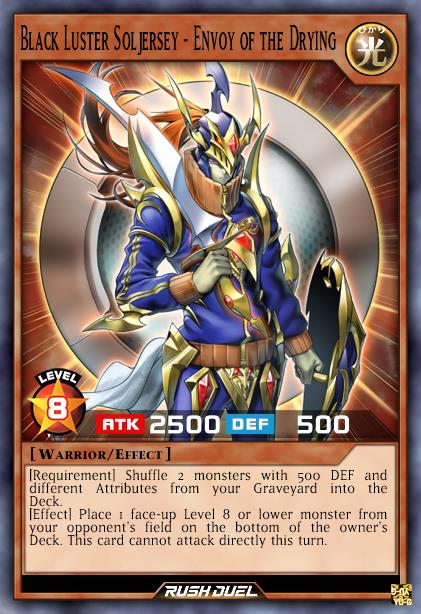 Black Luster Soljersey - Envoy of the Drying
ひかり
光
LEVEL
8
ATK 2500 DEF 500
[Warrior/Effect]
[Requirement] Shuffle 2 monsters with 500 DEF and
different Attributes from your Graveyard into the
Deck.
[Effect] Place 1 face-up Level 8 or lower monster from
your opponent's field on the bottom of the owner's
Deck. This card cannot attack directly this turn.
RUSH DUEL